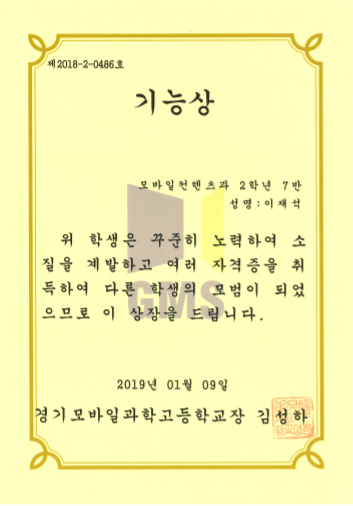 제2018-2-0486호
기능상
모바일컨텐츠과 2학년 7반
성명:이재석
위 학생은 꾸준히 노력하여 소
질을 계발하고 여러 자격증을 취
득하여 다른 학생의 모범이 되었
으므로 이 상장을 드립니다.
GMS
2019년 01월 09일
경기모바일과학고등학교장 김성하